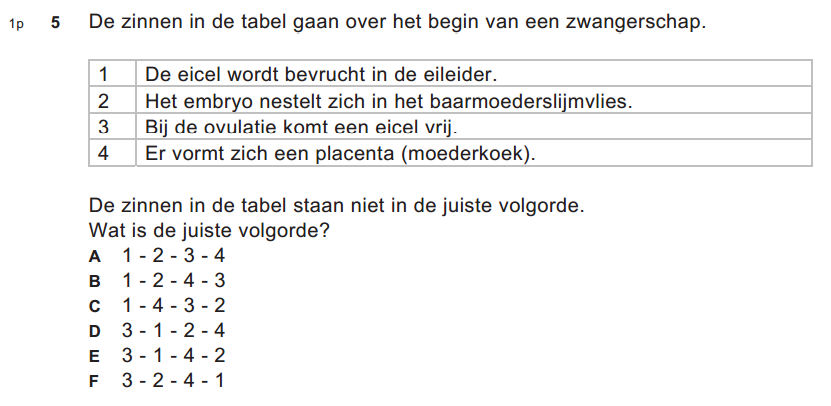 1p 5 De zinnen in de tabel gaan over het begin van een zwangerschap.
1 De eicel wordt bevrucht in de eileider.
2 Het embryo nestelt zich in het baarmoederslijmvlies.
3 Bij de ovulatie komt een eicel vrij.
4 Er vormt zich een placenta (moederkoek).
De zinnen in de tabel staan niet in de juiste volgorde.
Wat is de juiste volgorde?
A 1 - 2 - 3 - 4
B 1 - 2 - 4 - 3
C 1 - 4 - 3 - 2
D 3 - 1 - 2 - 4
E 3 - 1 - 4 - 2
F 3 - 2 - 4 - 1